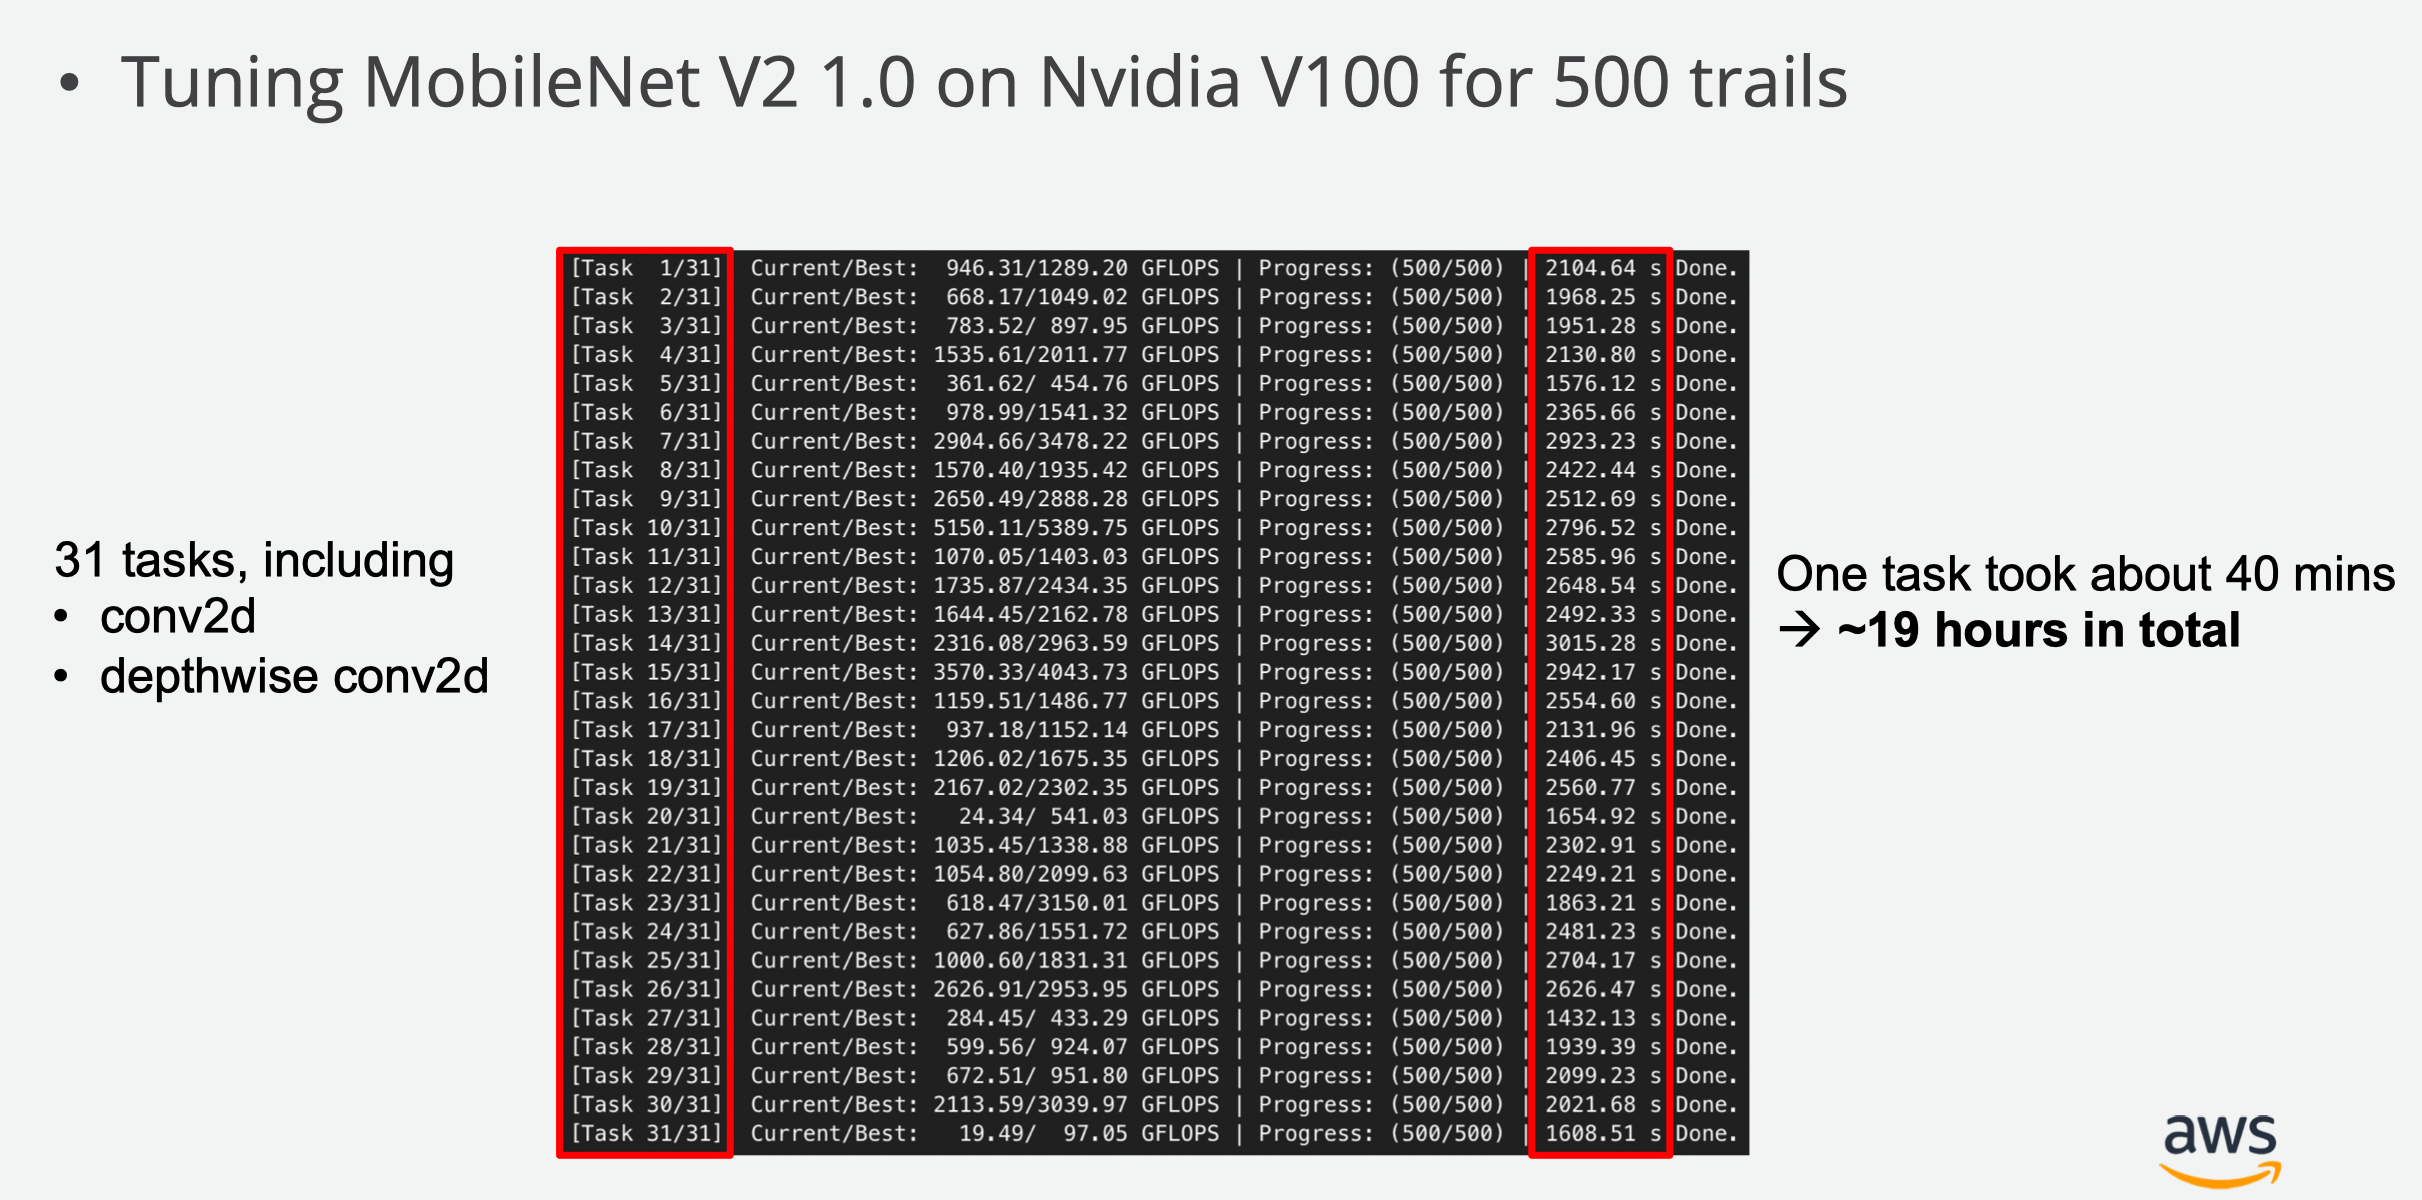 • Tuning MobileNet V2 1.0 on Nvidia V100 for 500 trails
31 tasks, including
• conv2d
• depthwise conv2d
[Task  1/31]  Current/Best:  946.31/1289.20 GFLOPS | Progress: (500/500) | 2104.64 s Done.
[Task  2/31]  Current/Best:  668.17/1049.02 GFLOPS | Progress: (500/500) | 1968.25 s Done.
[Task  3/31]  Current/Best:  783.52/ 897.95 GFLOPS | Progress: (500/500) | 1951.28 s Done.
[Task  4/31]  Current/Best: 1535.61/2011.77 GFLOPS | Progress: (500/500) | 2130.80 s Done.
[Task  5/31]  Current/Best:  361.62/ 454.76 GFLOPS | Progress: (500/500) | 1576.12 s Done.
[Task  6/31]  Current/Best:  978.99/1541.32 GFLOPS | Progress: (500/500) | 2365.66 s Done.
[Task  7/31]  Current/Best: 2904.66/3478.22 GFLOPS | Progress: (500/500) | 2923.23 s Done.
[Task  8/31]  Current/Best: 1570.40/1935.42 GFLOPS | Progress: (500/500) | 2422.44 s Done.
[Task  9/31]  Current/Best: 2650.49/2888.28 GFLOPS | Progress: (500/500) | 2512.69 s Done.
[Task 10/31]  Current/Best: 5150.11/5389.75 GFLOPS | Progress: (500/500) | 2796.52 s Done.
[Task 11/31]  Current/Best: 1070.05/1403.03 GFLOPS | Progress: (500/500) | 2585.96 s Done.
[Task 12/31]  Current/Best: 1735.87/2434.35 GFLOPS | Progress: (500/500) | 2648.54 s Done.
[Task 13/31]  Current/Best: 1644.45/2162.78 GFLOPS | Progress: (500/500) | 2492.33 s Done.
[Task 14/31]  Current/Best: 2316.08/2963.59 GFLOPS | Progress: (500/500) | 3015.28 s Done.
[Task 15/31]  Current/Best: 3570.33/4043.73 GFLOPS | Progress: (500/500) | 2942.17 s Done.
[Task 16/31]  Current/Best: 1159.51/1486.77 GFLOPS | Progress: (500/500) | 2554.60 s Done.
[Task 17/31]  Current/Best:  937.18/1152.14 GFLOPS | Progress: (500/500) | 2131.96 s Done.
[Task 18/31]  Current/Best: 1206.02/1675.35 GFLOPS | Progress: (500/500) | 2406.45 s Done.
[Task 19/31]  Current/Best: 2167.02/2302.35 GFLOPS | Progress: (500/500) | 2560.77 s Done.
[Task 20/31]  Current/Best:   24.34/ 541.03 GFLOPS | Progress: (500/500) | 1654.92 s Done.
[Task 21/31]  Current/Best: 1035.45/1338.88 GFLOPS | Progress: (500/500) | 2302.91 s Done.
[Task 22/31]  Current/Best: 1054.80/2099.63 GFLOPS | Progress: (500/500) | 2249.21 s Done.
[Task 23/31]  Current/Best:  618.47/3150.01 GFLOPS | Progress: (500/500) | 1863.21 s Done.
[Task 24/31]  Current/Best:  627.86/1551.72 GFLOPS | Progress: (500/500) | 2481.23 s Done.
[Task 25/31]  Current/Best: 1000.60/1831.31 GFLOPS | Progress: (500/500) | 2704.17 s Done.
[Task 26/31]  Current/Best: 2626.91/2953.95 GFLOPS | Progress: (500/500) | 2626.47 s Done.
[Task 27/31]  Current/Best:  284.45/ 433.29 GFLOPS | Progress: (500/500) | 1432.13 s Done.
[Task 28/31]  Current/Best:  599.56/ 924.07 GFLOPS | Progress: (500/500) | 1939.39 s Done.
[Task 29/31]  Current/Best:  672.51/ 951.80 GFLOPS | Progress: (500/500) | 2099.23 s Done.
[Task 30/31]  Current/Best: 2113.59/3039.97 GFLOPS | Progress: (500/500) | 2021.68 s Done.
[Task 31/31]  Current/Best:   19.49/  97.05 GFLOPS | Progress: (500/500) | 1608.51 s Done.
One task took about 40 mins
→ ~19 hours in total
aws